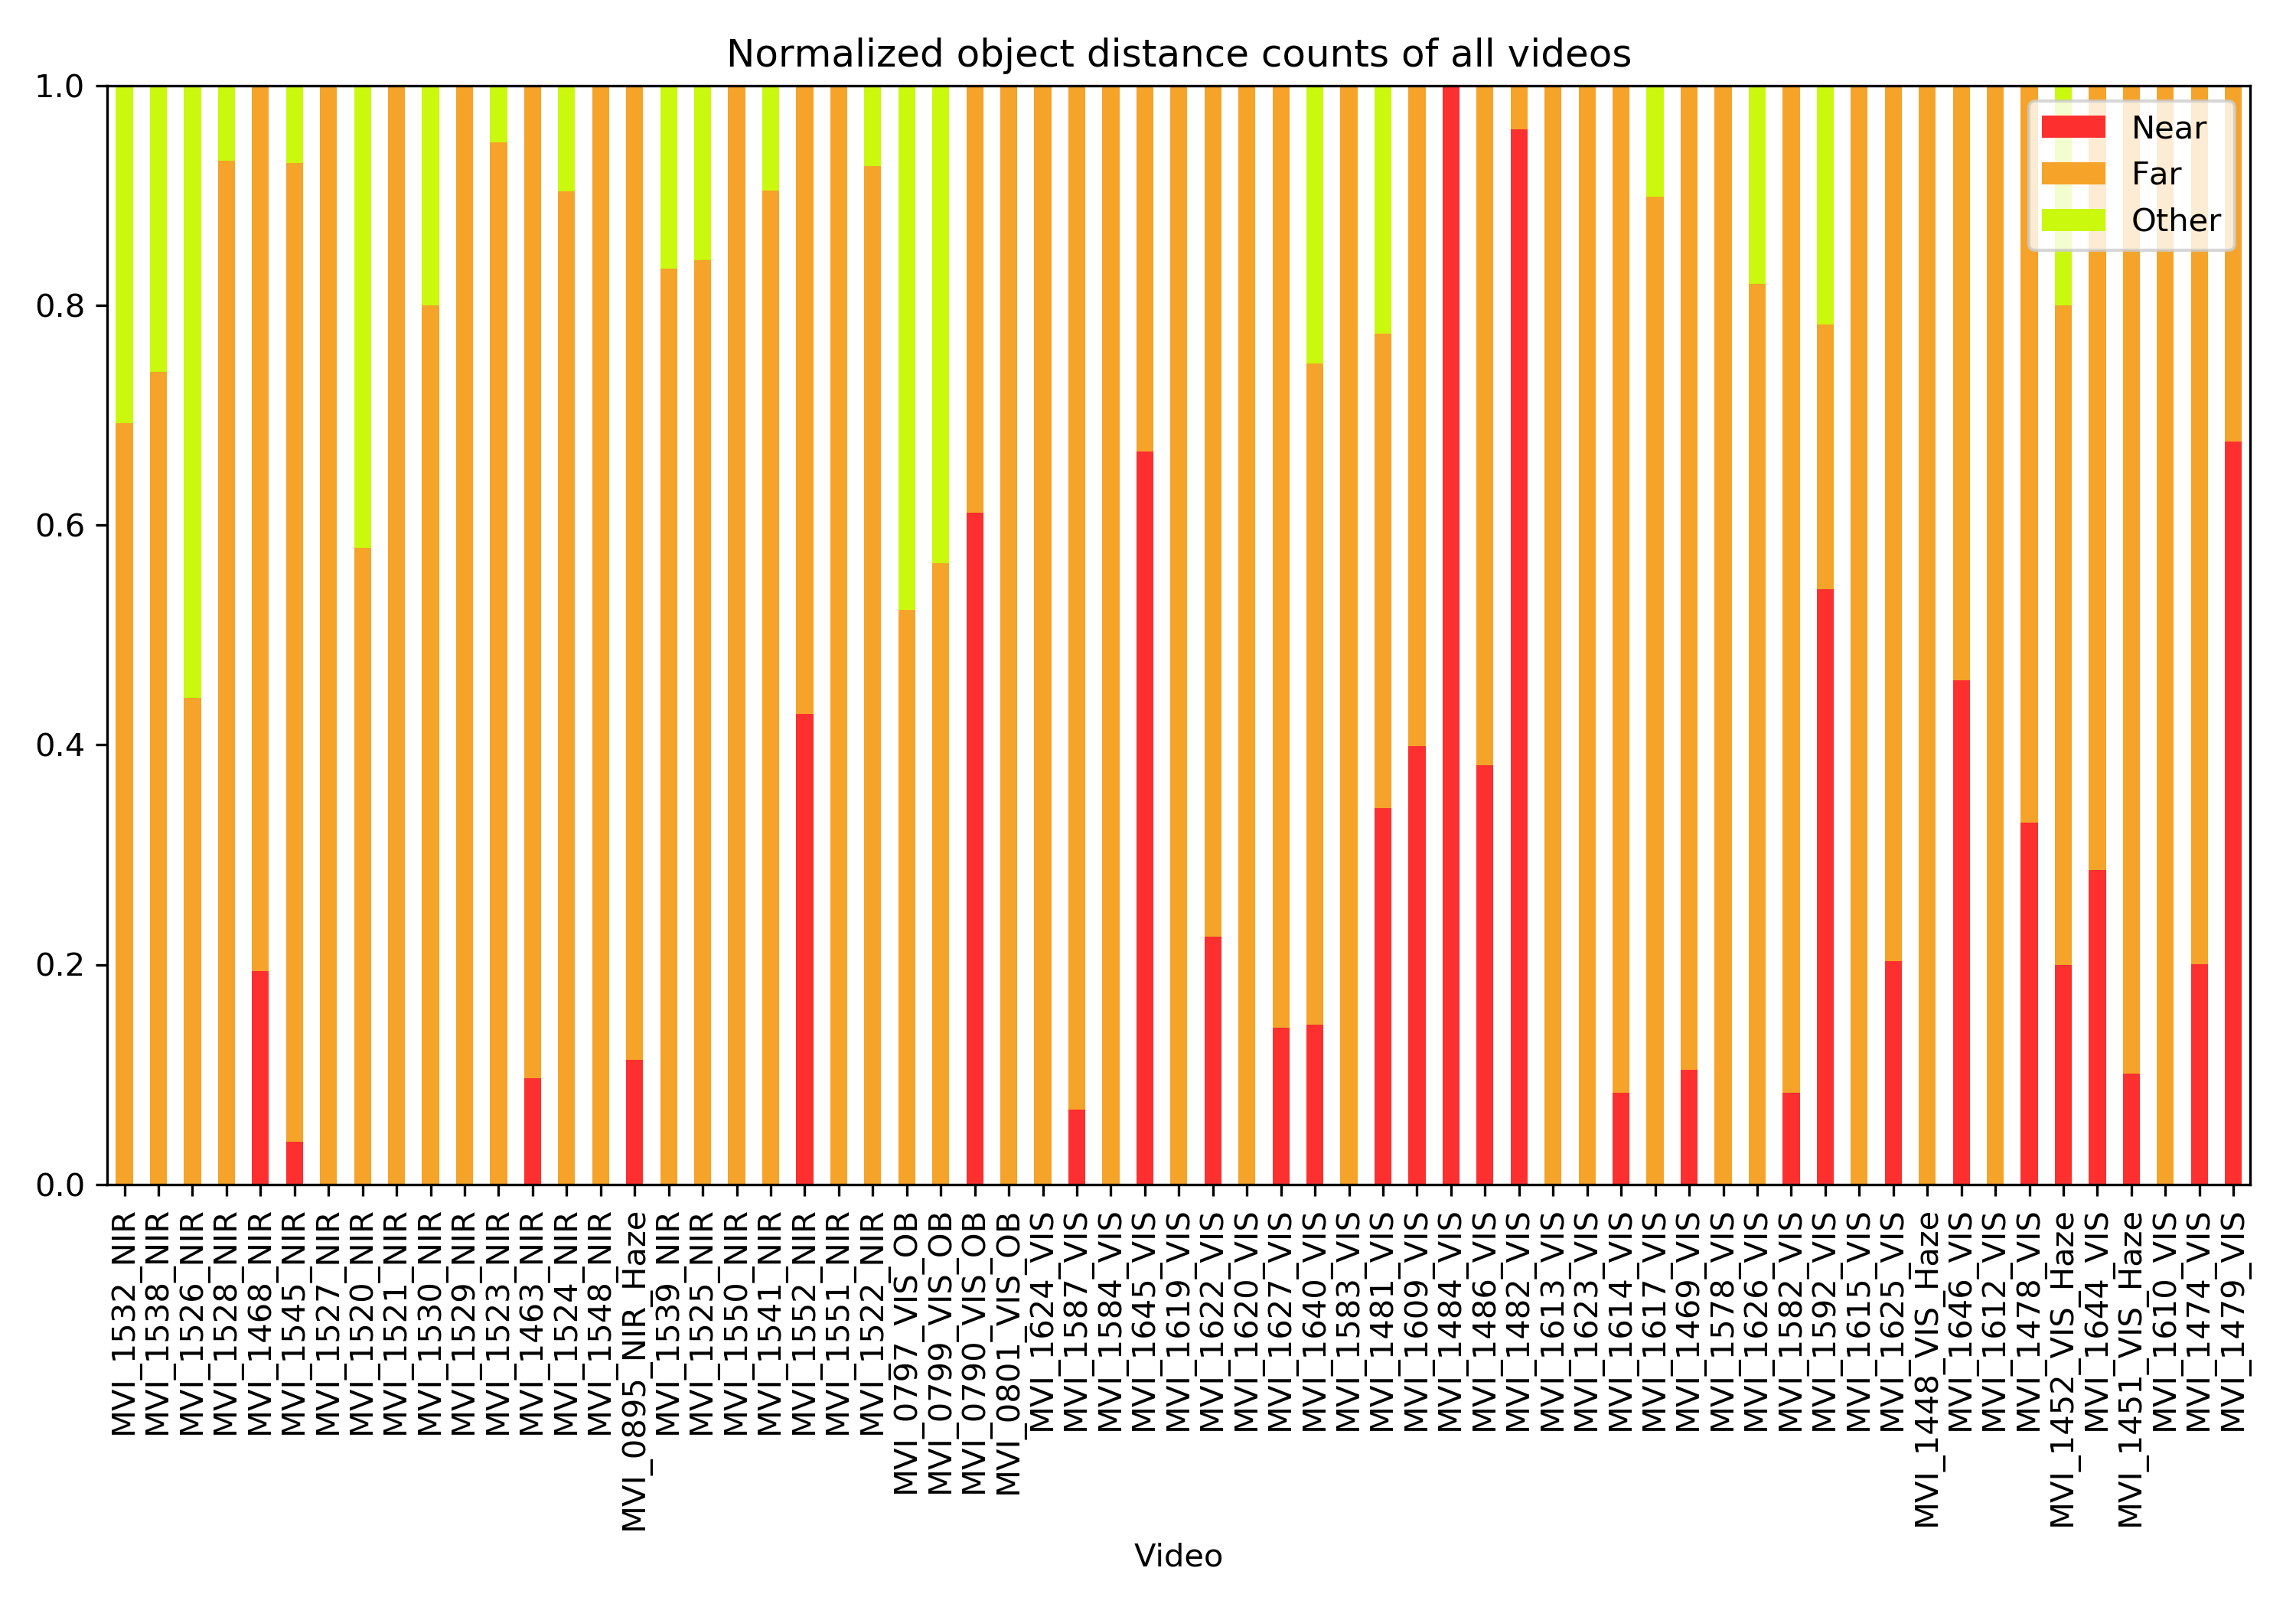 Normalized object distance counts of all videos
1.0
0.8
0.6
0.4
0.2
0.0
Near
Far
Other
MVI_1532_NIR
MVI_1538_NIR
MVI_1526_NIR
MVI_1528_NIR
MVI_1468_NIR
MVI_1545_NIR
MVI_1527_NIR
MVI_1520_NIR
MVI_1521_NIR
MVI_1530_NIR
MVI_1529_NIR
MVI_1523_NIR
MVI_1463_NIR
MVI_1524_NIR
MVI_1548_NIR
MVI_0895_NIR_Haze
MVI_1539_NIR
MVI_1525_NIR
MVI_1550_NIR
MVI_1541_NIR
MVI_1552_NIR
MVI_1551_NIR
MVI_1522_NIR
MVI_0797_VIS_OB
MVI_0799_VIS_OB
MVI_0790_VIS_OB
MVI_0801_VIS_OB
MVI_1624_VIS
MVI_1587_VIS
MVI_1584_VIS
MVI_1645_VIS
MVI_1619_VIS
MVI_1622_VIS
MVI_1620_VIS
MVI_1627_VIS
MVI_1640_VIS
MVI_1583_VIS
MVI_1481_VIS
MVI_1609_VIS
MVI_1484_VIS
MVI_1486_VIS
MVI_1482_VIS
MVI_1613_VIS
MVI_1623_VIS
MVI_1614_VIS
MVI_1617_VIS
MVI_1469_VIS
MVI_1578_VIS
MVI_1626_VIS
MVI_1582_VIS
MVI_1592_VIS
MVI_1615_VIS
MVI_1625_VIS
MVI_1448_VIS_Haze
MVI_1646_VIS
MVI_1612_VIS
MVI_1478_VIS
MVI_1452_VIS_Haze
MVI_1644_VIS
MVI_1451_VIS_Haze
MVI_1610_VIS
MVI_1474_VIS
MVI_1479_VIS
Video